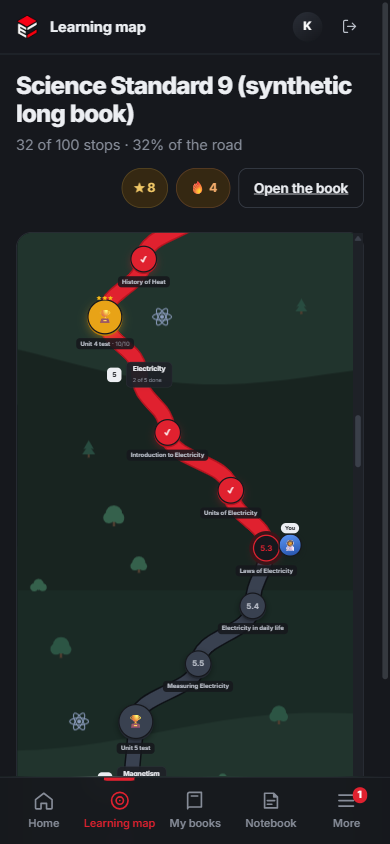 Learning map
K
Science Standard 9 (synthetic
long book)
32 of 100 stops · 32% of the road
8
4
Open the book
History of Heat
Unit 4 test · 10/10
5
Electricity
2 of 5 done
Introduction to Electricity
Units of Electricity
You
5.3
Laws of Electricity
5.4
Electricity in daily life
5.5
Measuring Electricity
Unit 5 test
Magnetism
Home
Learning map
My books
Notebook
1
More